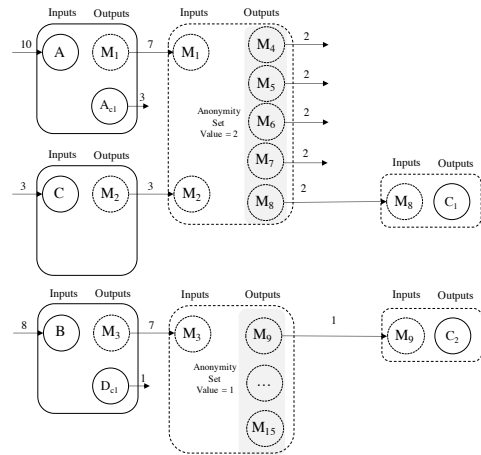 Inputs Outputs Inputs Outputs
10 A M1 7 M1 M4 2
Ac1 3 M5 2
Anonymity
Set
Value = 2
M6 2
M7 2
Inputs Outputs
3 C M2 3 M2 M8 2
Inputs Outputs
M8 C1
Inputs Outputs Inputs Outputs Inputs Outputs
8 B M3 7 M3 M9 1 M9 C2
Dc1 1
Anonymity
Set
Value = 1
...
M15